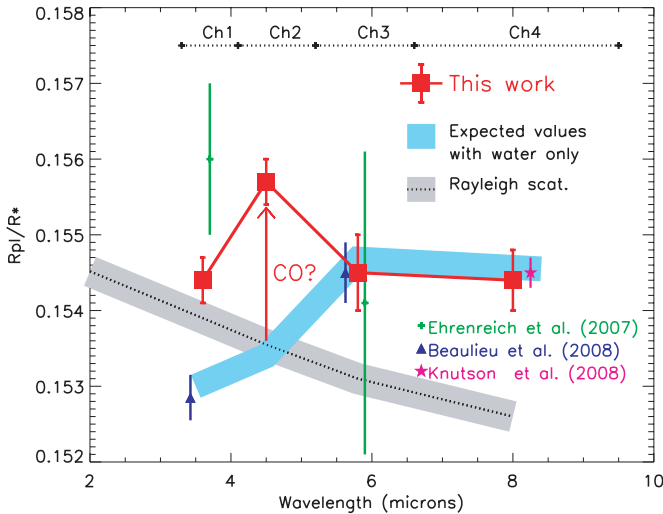 0.158
0.157
0.156
0.155
0.154
0.153
0.152
Rpl/R*
Ch1 Ch2 Ch3 Ch4
This work
Expected values
with water only
Rayleigh scat.
CO?
Ehrenreich et al. (2007)
Beaulieu et al. (2008)
Knutson et al. (2008)
2 4 6 8 10
Wavelength (microns)